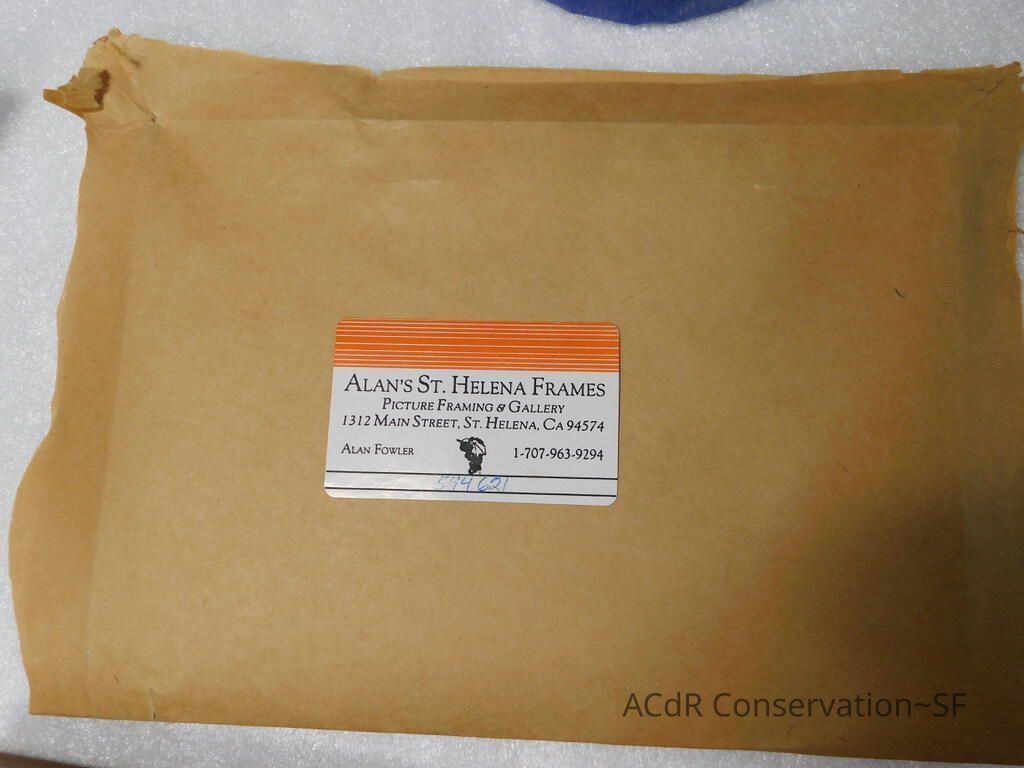 ALAN'S ST. HELENA FRAMES
PICTURE FRAMING & GALLERY
1312 MAIN STREET, ST. HELENA, CA 94574
ALAN FOWLER
1-707-963-9294
594621
ACdR Conservation~SF